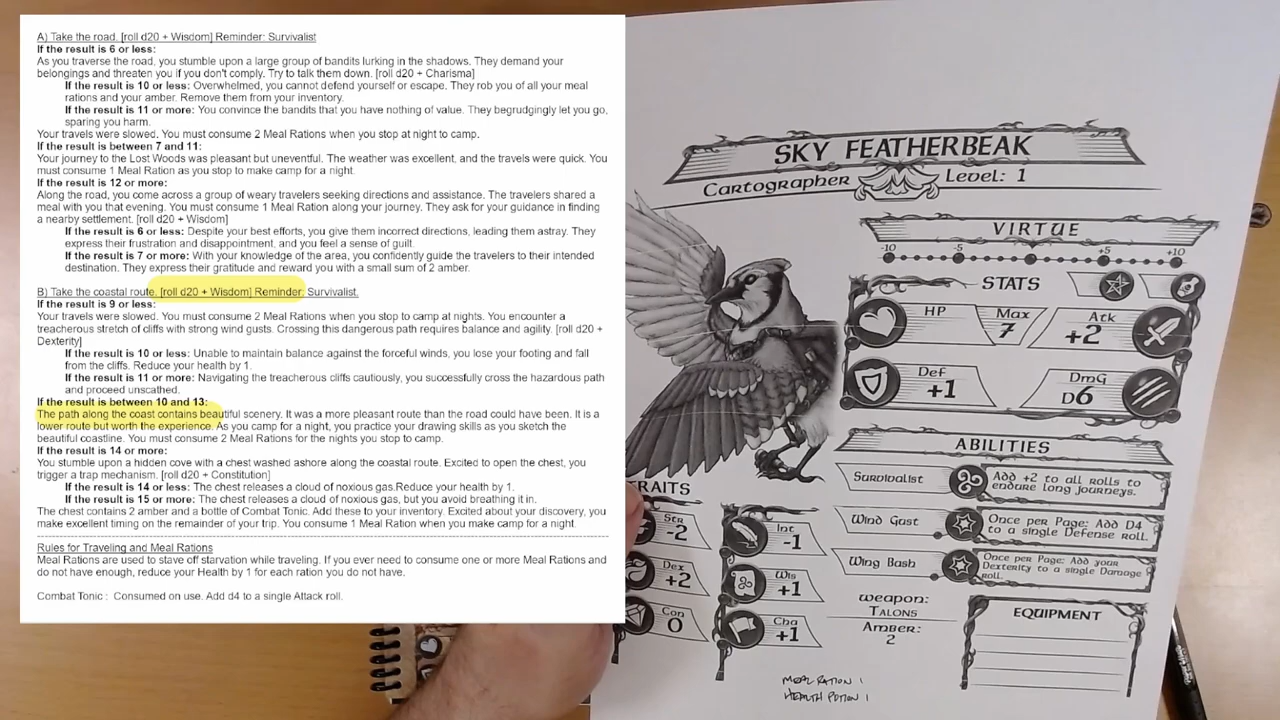 A) Take the road. [roll d20 + Wisdom] Reminder: Survivalist
If the result is 6 or less:
As you traverse the road, you stumble upon a large group of bandits lurking in the shadows. They demand your
belongings and threaten you if you don't comply. Try to talk them down. [roll d20 + Charisma]
If the result is 10 or less: Overwhelmed, you cannot defend yourself or escape. They rob you of all your meal
rations and your amber. Remove them from your inventory.
If the result is 11 or more: You convince the bandits that you have nothing of value. They begrudgingly let you go,
sparing you harm.
Your travels were slowed. You must consume 2 Meal Rations when you stop at night to camp.
If the result is between 7 and 11:
Your journey to the Lost Woods was pleasant but uneventful. The weather was excellent, and the travels were quick. You
must consume 1 Meal Ration as you stop to make camp for a night.
If the result is 12 or more:
Along the road, you come across a group of weary travelers seeking directions and assistance. The travelers shared a
meal with you that evening. You must consume 1 Meal Ration along your journey. They ask for your guidance in finding
a nearby settlement. [roll d20 + Wisdom]
If the result is 6 or less: Despite your best efforts, you give them incorrect directions, leading them astray. They
express their frustration and disappointment, and you feel a sense of guilt.
If the result is 7 or more: With your knowledge of the area, you confidently guide the travelers to their intended
destination. They express their gratitude and reward you with a small sum of 2 amber.
B) Take the coastal route. [roll d20 + Wisdom] Reminder: Survivalist.
If the result is 9 or less:
Your travels were slowed. You must consume 2 Meal Rations when you stop to camp at nights. You encounter a
treacherous stretch of cliffs with strong wind gusts. Crossing this dangerous path requires balance and agility. [roll d20 +
Dexterity]
If the result is 10 or less: Unable to maintain balance against the forceful winds, you lose your footing and fall
from the cliffs. Reduce your health by 1.
If the result is 11 or more: Navigating the treacherous cliffs cautiously, you successfully cross the hazardous path
and proceed unscathed.
If the result is between 10 and 13:
The path along the coast contains beautiful scenery. It was a more pleasant route than the road could have been. It is a
lower route but worth the experience. As you camp for a night, you practice your drawing skills as you sketch the
beautiful coastline. You must consume 2 Meal Rations for the nights you stop to camp.
If the result is 14 or more:
You stumble upon a hidden cove with a chest washed ashore along the coastal route. Excited to open the chest, you
trigger a trap mechanism. [roll d20 + Constitution]
If the result is 14 or less: The chest releases a cloud of noxious gas.Reduce your health by 1.
If the result is 15 or more: The chest releases a cloud of noxious gas, but you avoid breathing it in.
The chest contains 2 amber and a bottle of Combat Tonic. Add these to your inventory. Excited about your discovery, you
make excellent timing on the remainder of your trip. You consume 1 Meal Ration when you make camp for a night.
Rules for Traveling and Meal Rations
Meal Rations are used to stave off starvation while traveling. If you ever need to consume one or more Meal Rations and
do not have enough, reduce your Health by 1 for each ration you do not have.
Combat Tonic : Consumed on use. Add d4 to a single Attack roll.
SKY FEATHERBEAK
Cartographer Level: 1
VIRTUE
-10 -5 +5 +10
STATS
HP Max 7
Atk +2
Def +1
DmG D6
ABILITIES
Survivalist Add +2 to all rolls to
endure long journeys.
Wind Gust Once per Page: Add D4
to a single Defense roll.
Wing Bash Once per Page: Add your
Dexterity to a single Damage
roll.
TRAITS
Str -2
Int -1
Dex +2
Wis +1
Con 0
Cha +1
weapon:
Talons
Amber:
2
EQUIPMENT
MEAL RATION 1
HEALTH POTION 1